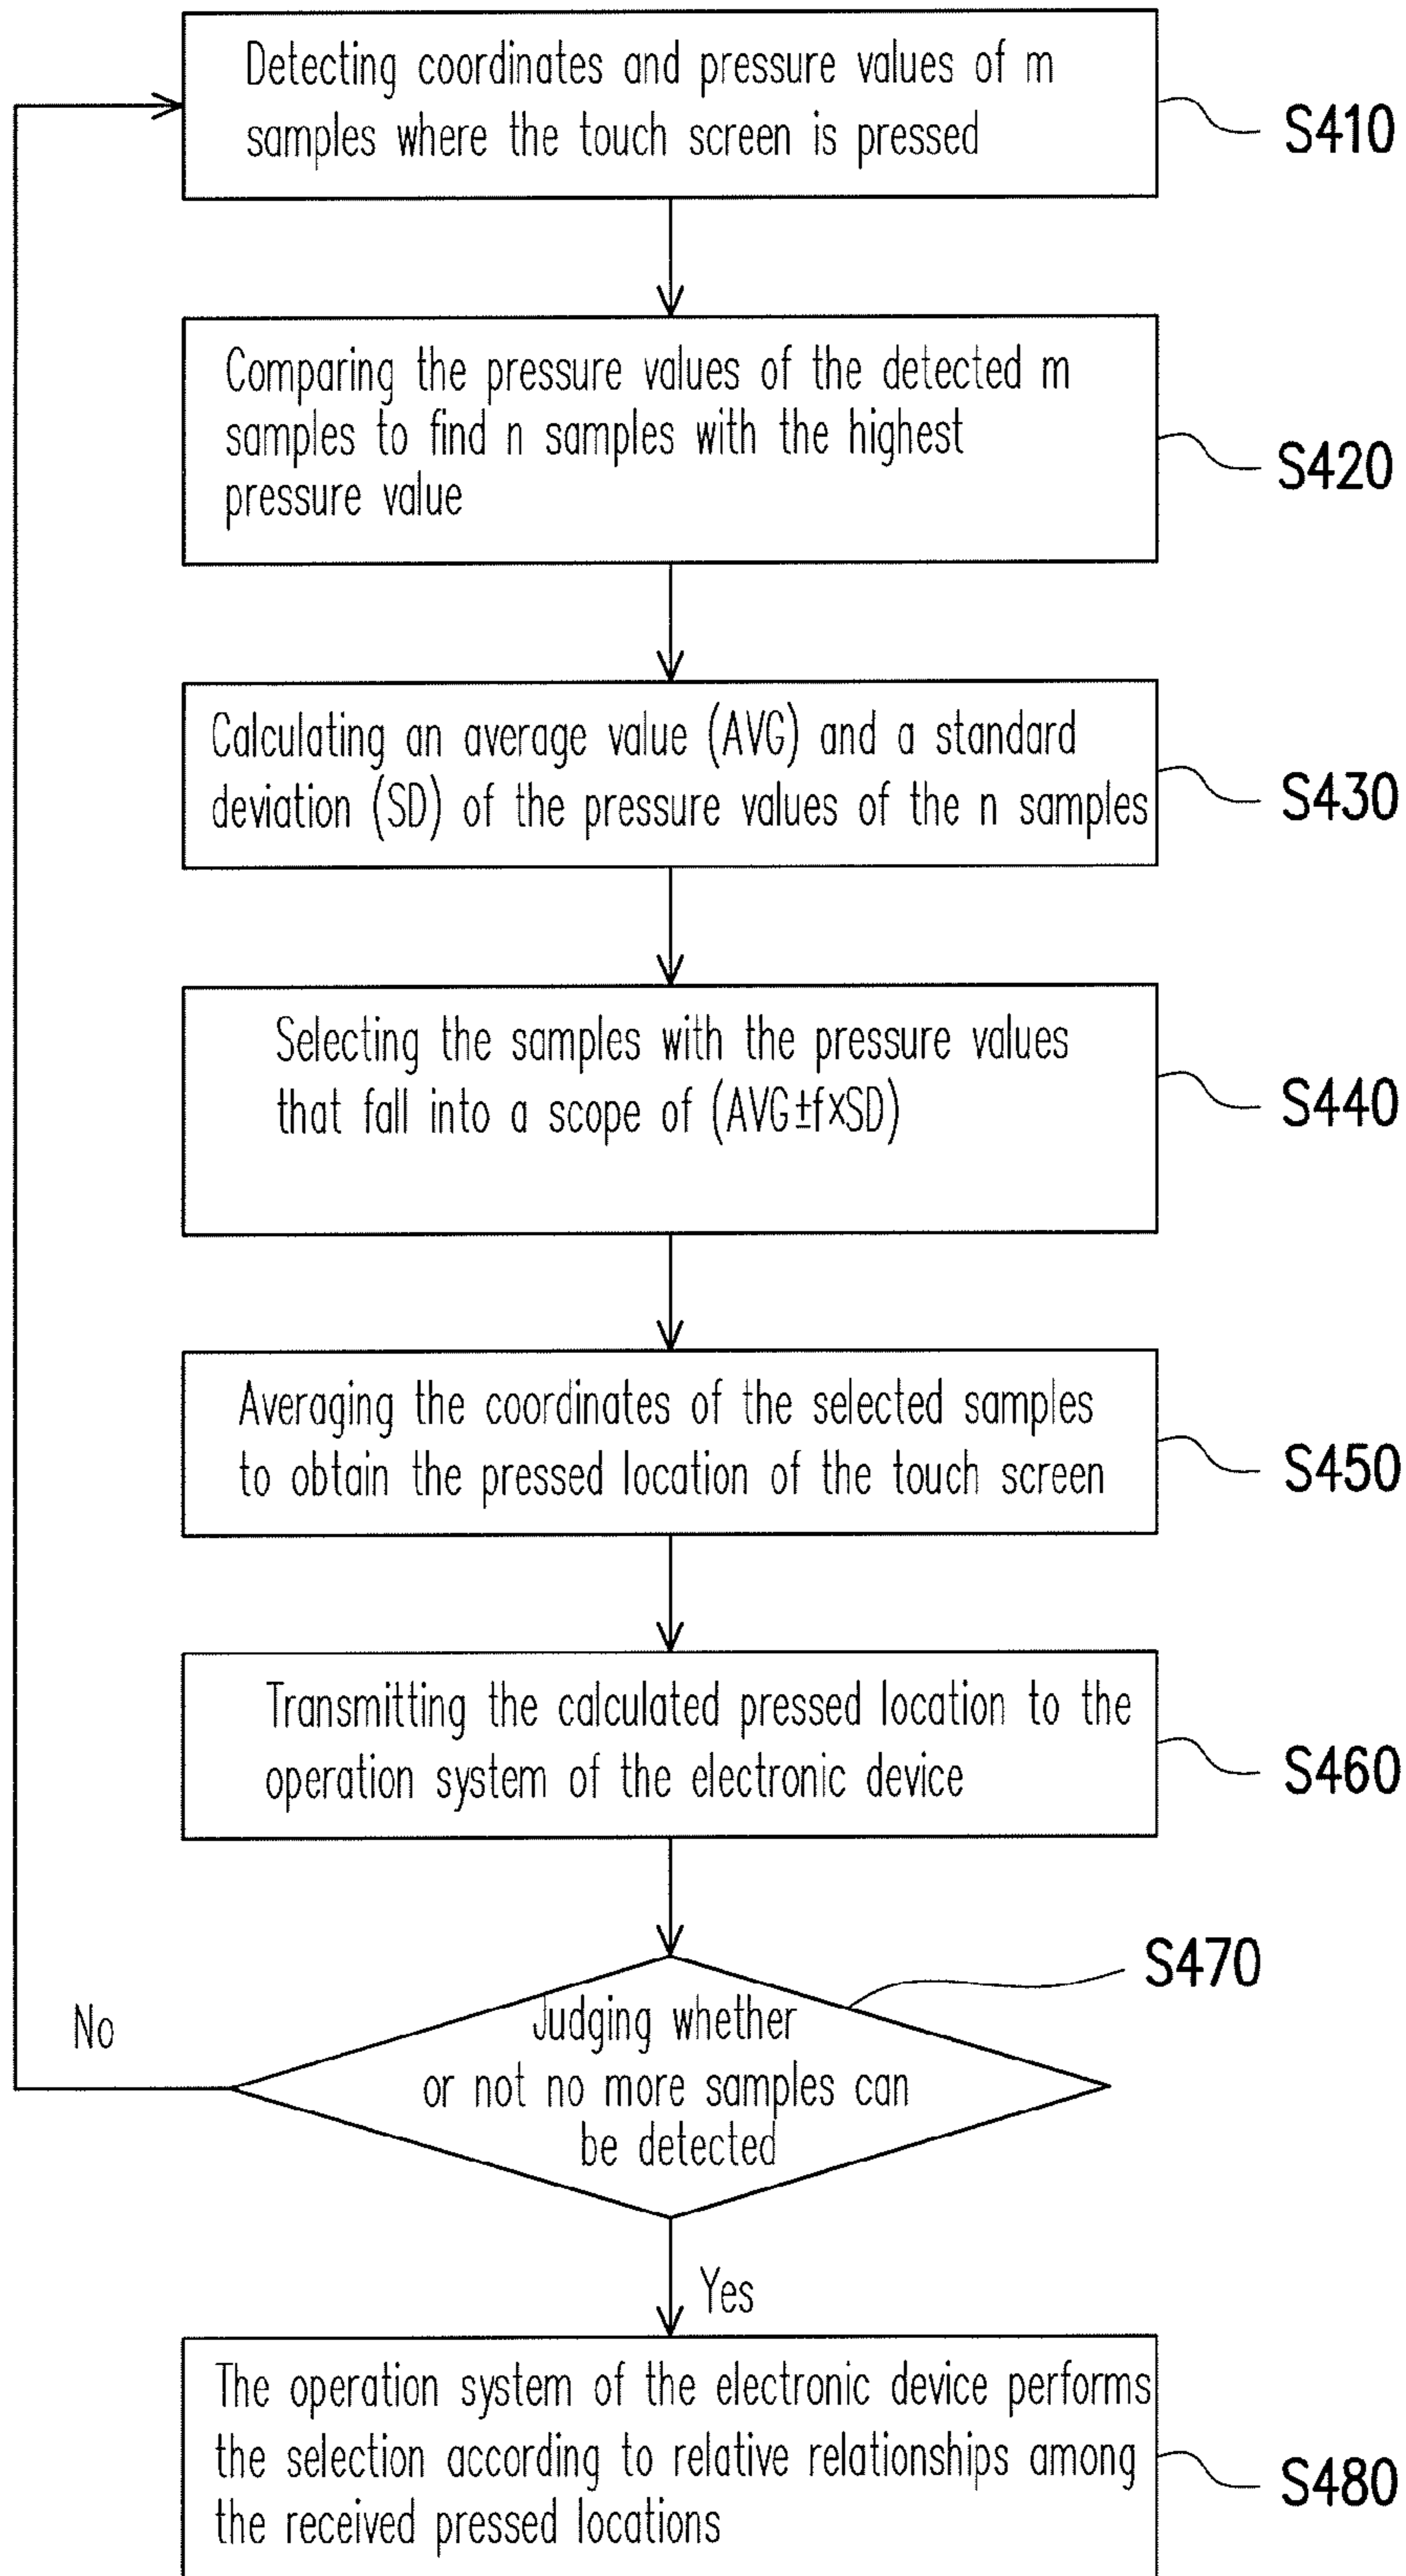 Detecting coordinates and pressure values of m
samples where the touch screen is pressed
S410
Comparing the pressure values of the detected m
samples to find n samples with the highest
pressure value
S420
Calculating an average value (AVG) and a standard
deviation (SD) of the pressure values of the n samples
S430
Selecting the samples with the pressure values
that fall into a scope of (AVG±f×SD)
S440
Averaging the coordinates of the selected samples
to obtain the pressed location of the touch screen
S450
Transmitting the calculated pressed location to the
operation system of the electronic device
S460
S470
Judging whether
or not no more samples can
be detected
No
Yes
The operation system of the electronic device performs
the selection according to relative relationships among
the received pressed locations
S480